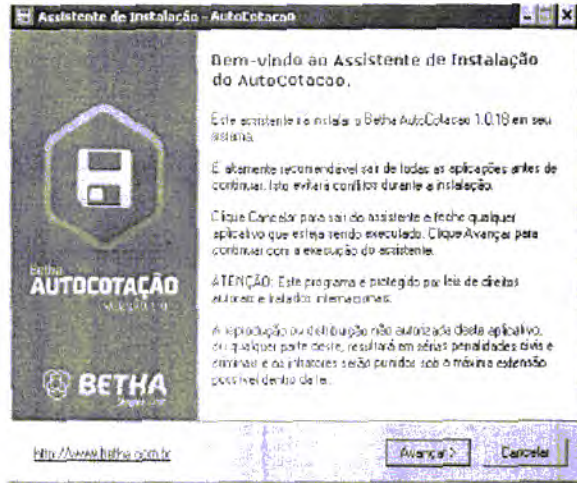 Assistente de Instalação - AutoCotacao
Bem-vindo ao Assistente de Instalação
do AutoCotacao.
Este assistente irá instalar o Betha AutoCotacao 1.0.18 em seu
sistema.
É altamente recomendável sair de todas as aplicações antes de
continuar. Isto evitará conflitos durante a instalação.
Clique Cancelar para sair do assistente e feche qualquer
aplicativo que esteja sendo executado. Clique Avançar para
continuar com a execução do assistente.
ATENÇÃO: Este programa é protegido por leis de direitos
autorais e tratados internacionais.
A reprodução ou distribuição não autorizada deste aplicativo,
ou qualquer parte deste, resultará em sérias penalidades civis e
criminais e os infratores serão punidos sob a máxima extensão
possível dentro da lei.
Betha
AUTOCOTAÇÃO
BETHA
http://www.betha.com.br
Avançar >
Cancelar